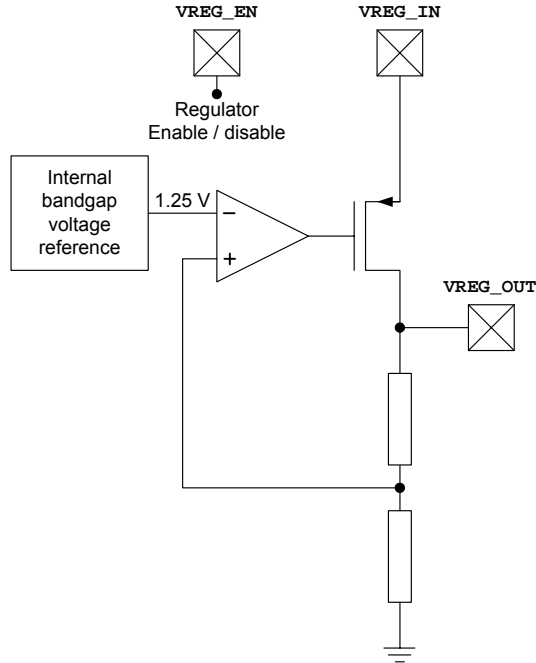 VREG_EN
VREG_IN
Regulator
Enable / disable
Internal
bandgap
voltage
reference
1.25 V
−
+
VREG_OUT